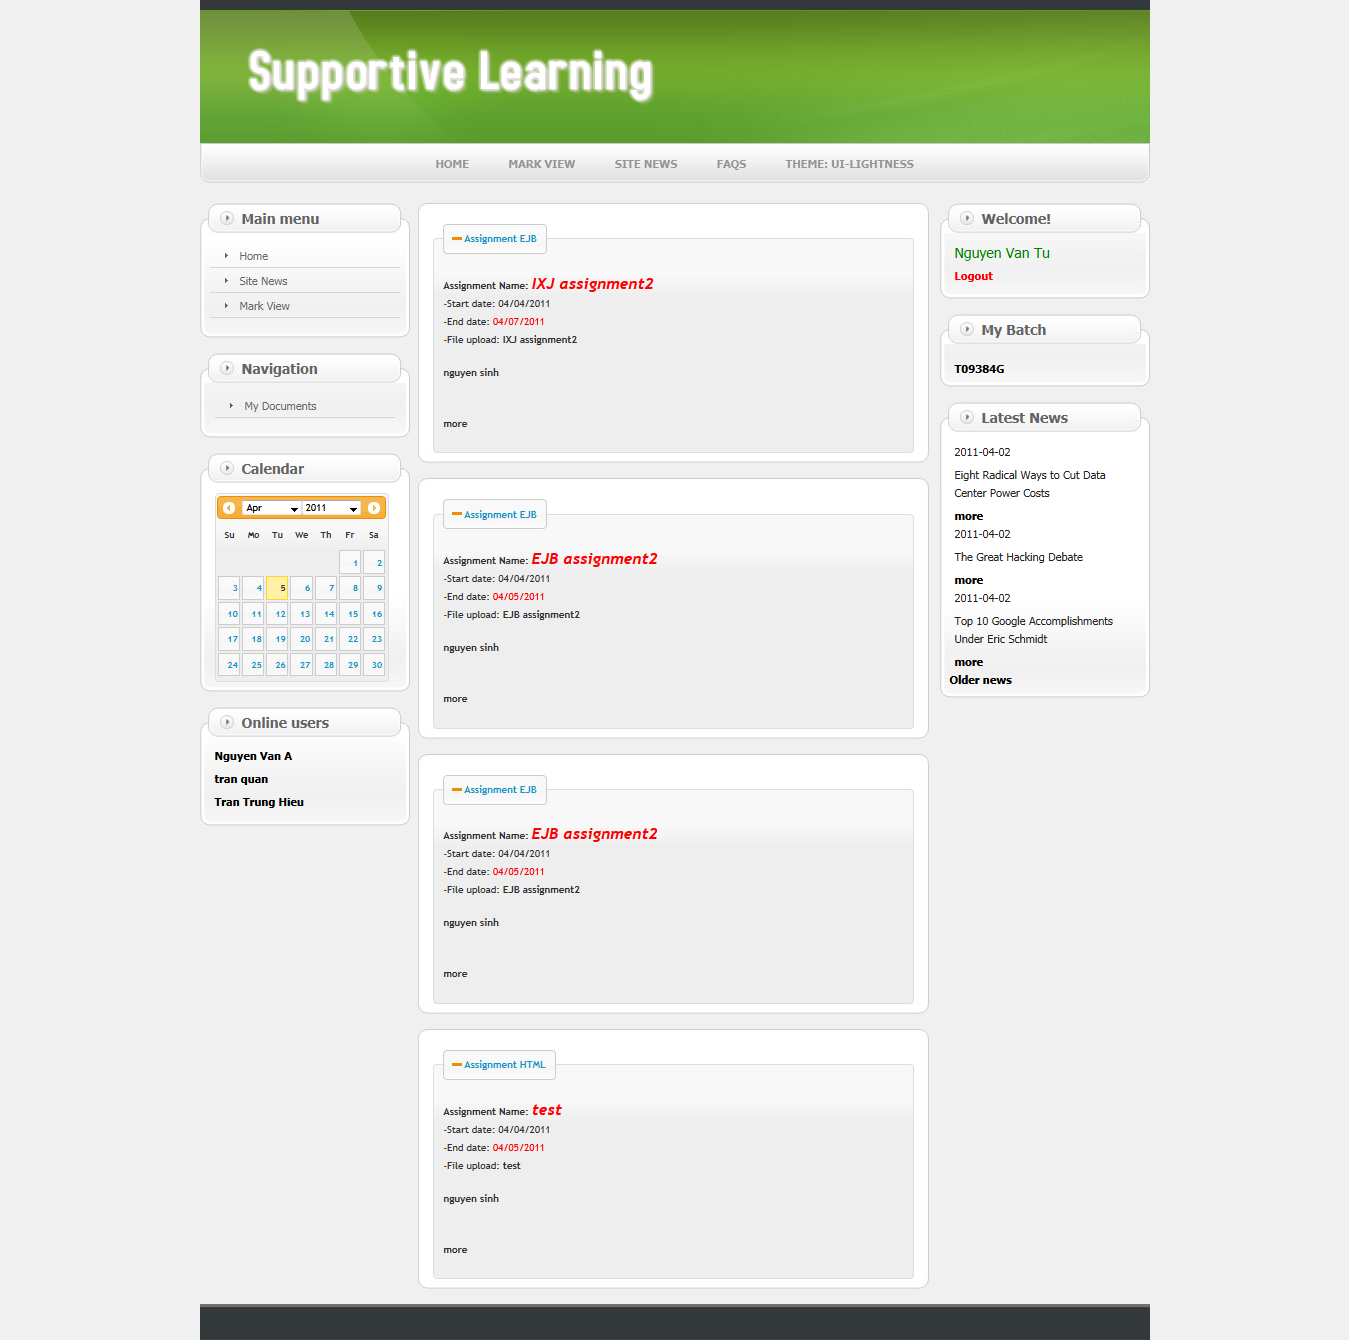 Supportive Learning
HOME MARK VIEW SITE NEWS FAQS THEME: UI-LIGHTNESS
Main menu
Home
Site News
Mark View
Navigation
My Documents
Calendar
Apr 2011
Su Mo Tu We Th Fr Sa
1 2
3 4 5 6 7 8 9
10 11 12 13 14 15 16
17 18 19 20 21 22 23
24 25 26 27 28 29 30
Online users
Nguyen Van A
tran quan
Tran Trung Hieu
Assignment EJB
Assignment Name: IXJ assignment2
-Start date: 04/04/2011
-End date: 04/07/2011
-File upload: IXJ assignment2
nguyen sinh
more
Assignment EJB
Assignment Name: EJB assignment2
-Start date: 04/04/2011
-End date: 04/05/2011
-File upload: EJB assignment2
nguyen sinh
more
Assignment EJB
Assignment Name: EJB assignment2
-Start date: 04/04/2011
-End date: 04/05/2011
-File upload: EJB assignment2
nguyen sinh
more
Assignment HTML
Assignment Name: test
-Start date: 04/04/2011
-End date: 04/05/2011
-File upload: test
nguyen sinh
more
Welcome!
Nguyen Van Tu
Logout
My Batch
T09384G
Latest News
2011-04-02
Eight Radical Ways to Cut Data
Center Power Costs
more
2011-04-02
The Great Hacking Debate
more
2011-04-02
Top 10 Google Accomplishments
Under Eric Schmidt
more
Older news